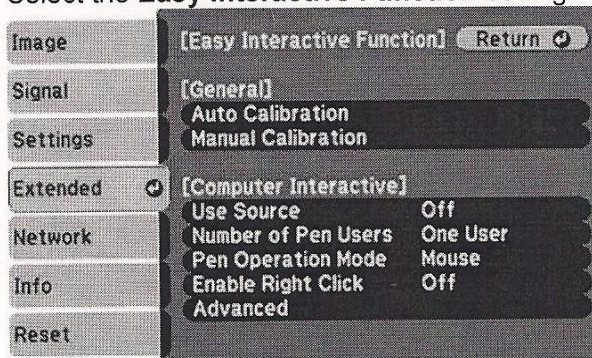 Select the Easy Interactive Function
Image
Signal
Settings
Extended
Network
Info
Reset
[Easy Interactive Function] Return
[General]
Auto Calibration
Manual Calibration
[Computer Interactive]
Use Source Off
Number of Pen Users One User
Pen Operation Mode Mouse
Enable Right Click Off
Advanced